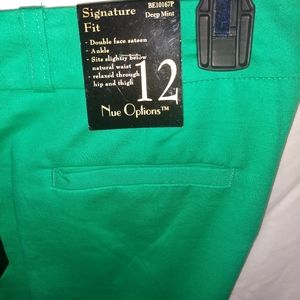 Signature
Fit
BE10167P
Deep Mint
- Double face sateen
- Ankle
- Sits slightly below
natural waist
- relaxed through
hip and thigh
12
Nue Options™